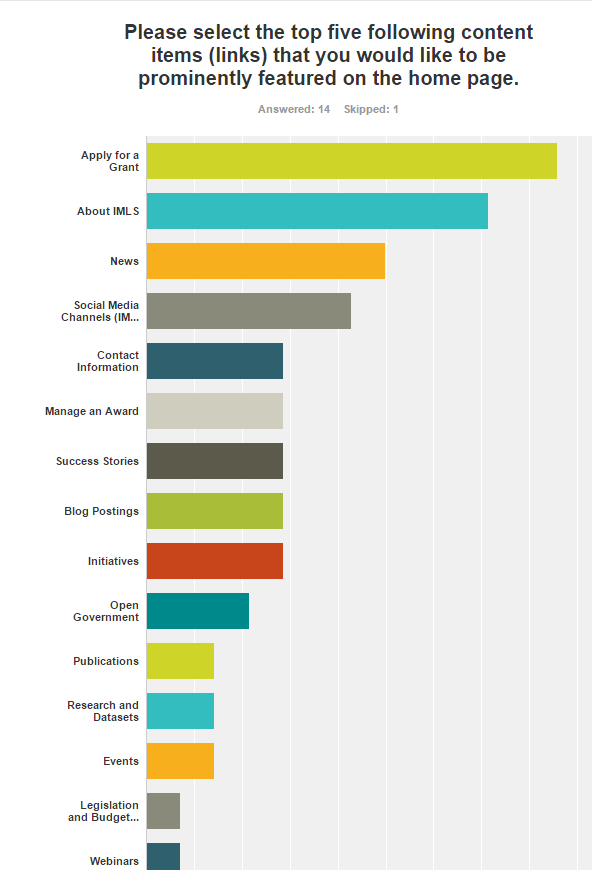 Please select the top five following content
items (links) that you would like to be
prominently featured on the home page.
Answered: 14 Skipped: 1
Apply for a
Grant
About IMLS
News
Social Media
Channels (IM...
Contact
Information
Manage an Award
Success Stories
Blog Postings
Initiatives
Open
Government
Publications
Research and
Datasets
Events
Legislation
and Budget...
Webinars